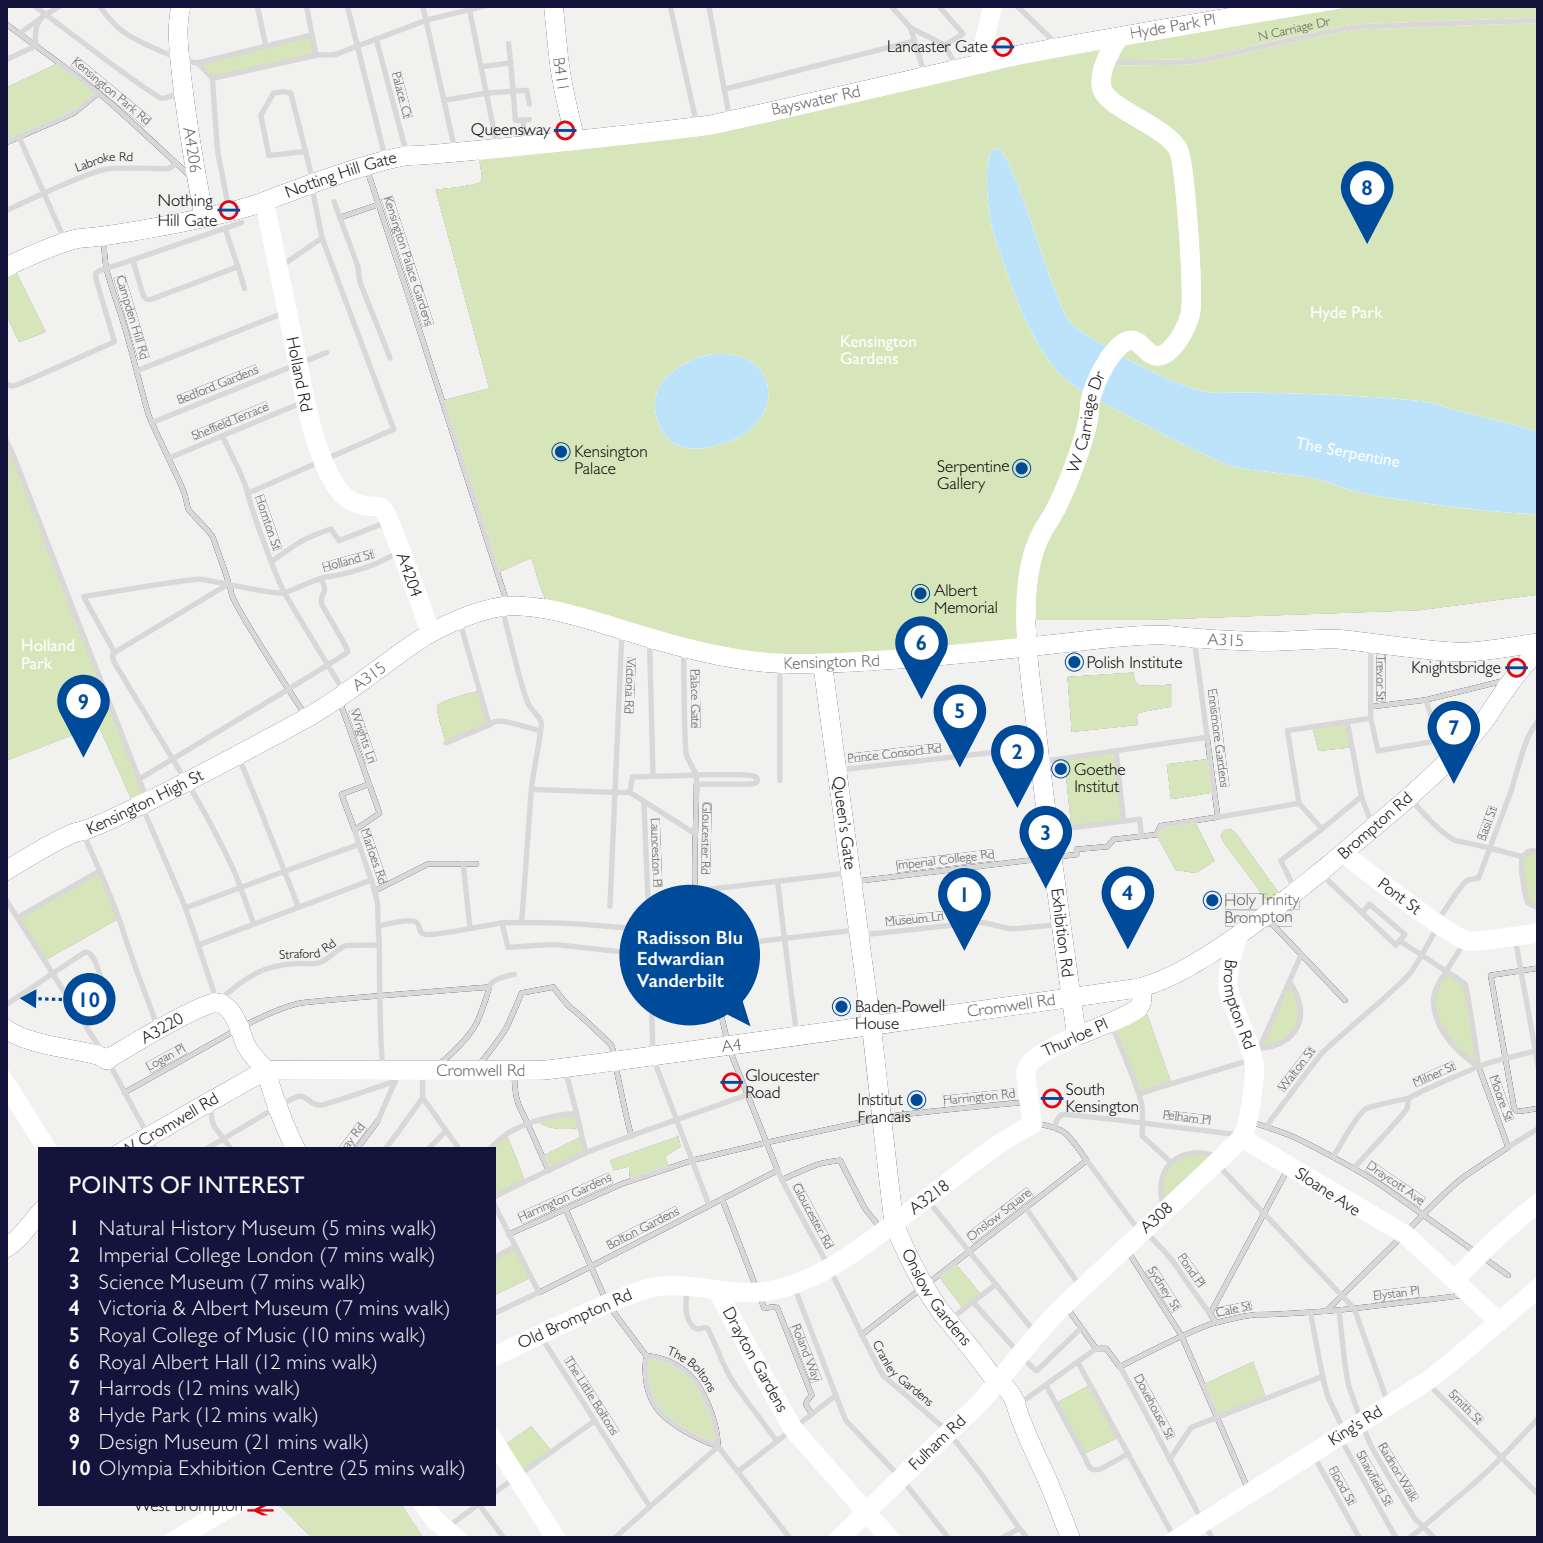 Hyde Park Pl
N Carriage Dr
Lancaster Gate
Bayswater Rd
B411
Palace Ct
Kensington Park Rd
A4206
Labroke Rd
Queensway
Notting Hill Gate
Nothing
Hill Gate
Kensington Palace Gardens
Campden Hill Rd
Holland Rd
Bedford Gardens
Sheffield Terrace
Hornton St
Holland St
A4204
8
Hyde Park
Kensington
Gardens
W Carriage Dr
The Serpentine
Kensington
Palace
Serpentine
Gallery
Albert
Memorial
6
Kensington Rd
A315
Polish Institute
Knightsbridge
Trevor St
Ennismore Gardens
Holland
Park
9
A315
Wrights Ln
Kensington High St
Marloes Rd
Victoria Rd
Palace Gate
Launceston Pl
Gloucester Rd
5
Prince Consort Rd
2
Goethe
Institut
7
Queen's Gate
3
Imperial College Rd
1
Museum Ln
4
Exhibition Rd
Holy Trinity
Brompton
Brompton Rd
Basil St
Pont St
Straford Rd
Radisson Blu
Edwardian
Vanderbilt
10
A3220
Logan Pl
Baden-Powell
House
Cromwell Rd
Thurloe Pl
Brompton Rd
A4
Cromwell Rd
Gloucester
Road
Institut
Francais
Harrington Rd
South
Kensington
Pelham Pl
Walton St
Milner St
Moore St
W Cromwell Rd
ay Rd
Harrington Gardens
Bolton Gardens
Gloucester Rd
A3218
Onslow Square
A308
Sloane Ave
Draycott Ave
Onslow Gardens
Pond Pl
Sydney St
Cale St
Elystan Pl
Old Brompton Rd
Drayton Gardens
Roland Way
Cranley Gardens
The Boltons
The Little Boltons
Dovehouse St
Fulham Rd
King's Rd
Smith St
Radnor Walk
Shawfield St
Flood St
POINTS OF INTEREST
1 Natural History Museum (5 mins walk)
2 Imperial College London (7 mins walk)
3 Science Museum (7 mins walk)
4 Victoria & Albert Museum (7 mins walk)
5 Royal College of Music (10 mins walk)
6 Royal Albert Hall (12 mins walk)
7 Harrods (12 mins walk)
8 Hyde Park (12 mins walk)
9 Design Museum (21 mins walk)
10 Olympia Exhibition Centre (25 mins walk)
West Brompton